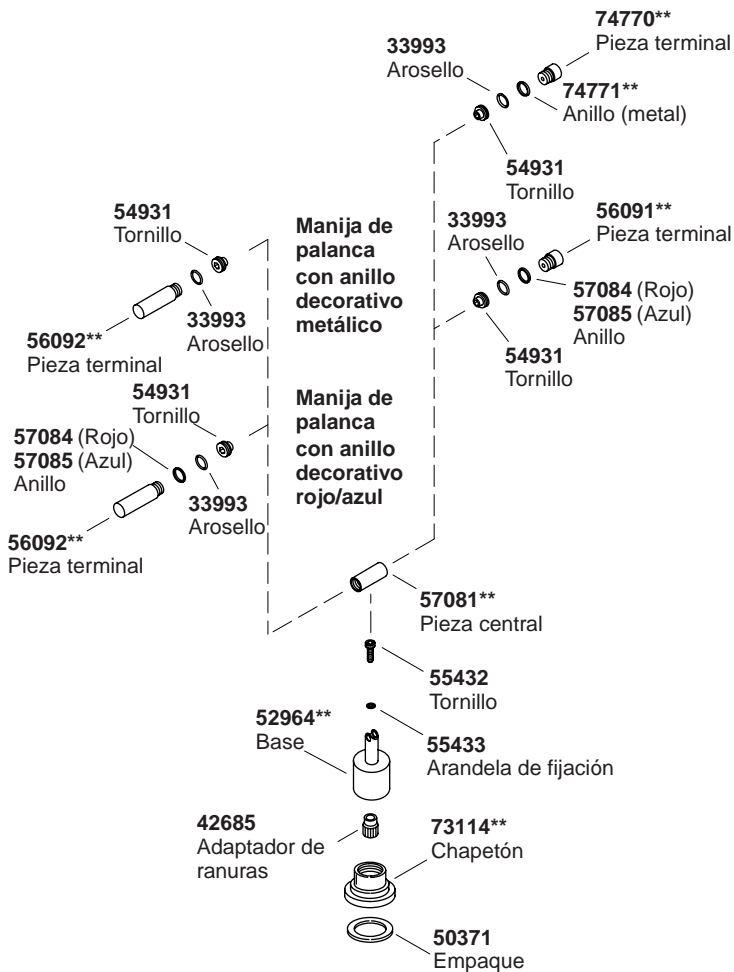 74770**
Pieza terminal
33993
Arosello
74771**
Anillo (metal)
54931
Tornillo
54931
Tornillo
33993
Arosello
56092**
Pieza terminal
Manija de
palanca
con anillo
decorativo
metálico
33993
Arosello
56091**
Pieza terminal
57084 (Rojo)
57085 (Azul)
Anillo
54931
Tornillo
54931
Tornillo
57084 (Rojo)
57085 (Azul)
Anillo
33993
Arosello
56092**
Pieza terminal
Manija de
palanca
con anillo
decorativo
rojo/azul
57081**
Pieza central
55432
Tornillo
52964**
Base
55433
Arandela de fijación
42685
Adaptador de
ranuras
73114**
Chapetón
50371
Empaque